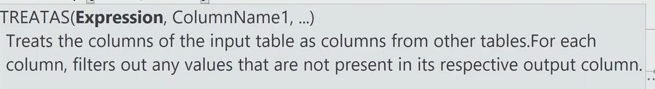 TREATAS(Expression, ColumnName1, ...)
Treats the columns of the input table as columns from other tables.For each
column, filters out any values that are not present in its respective output column.